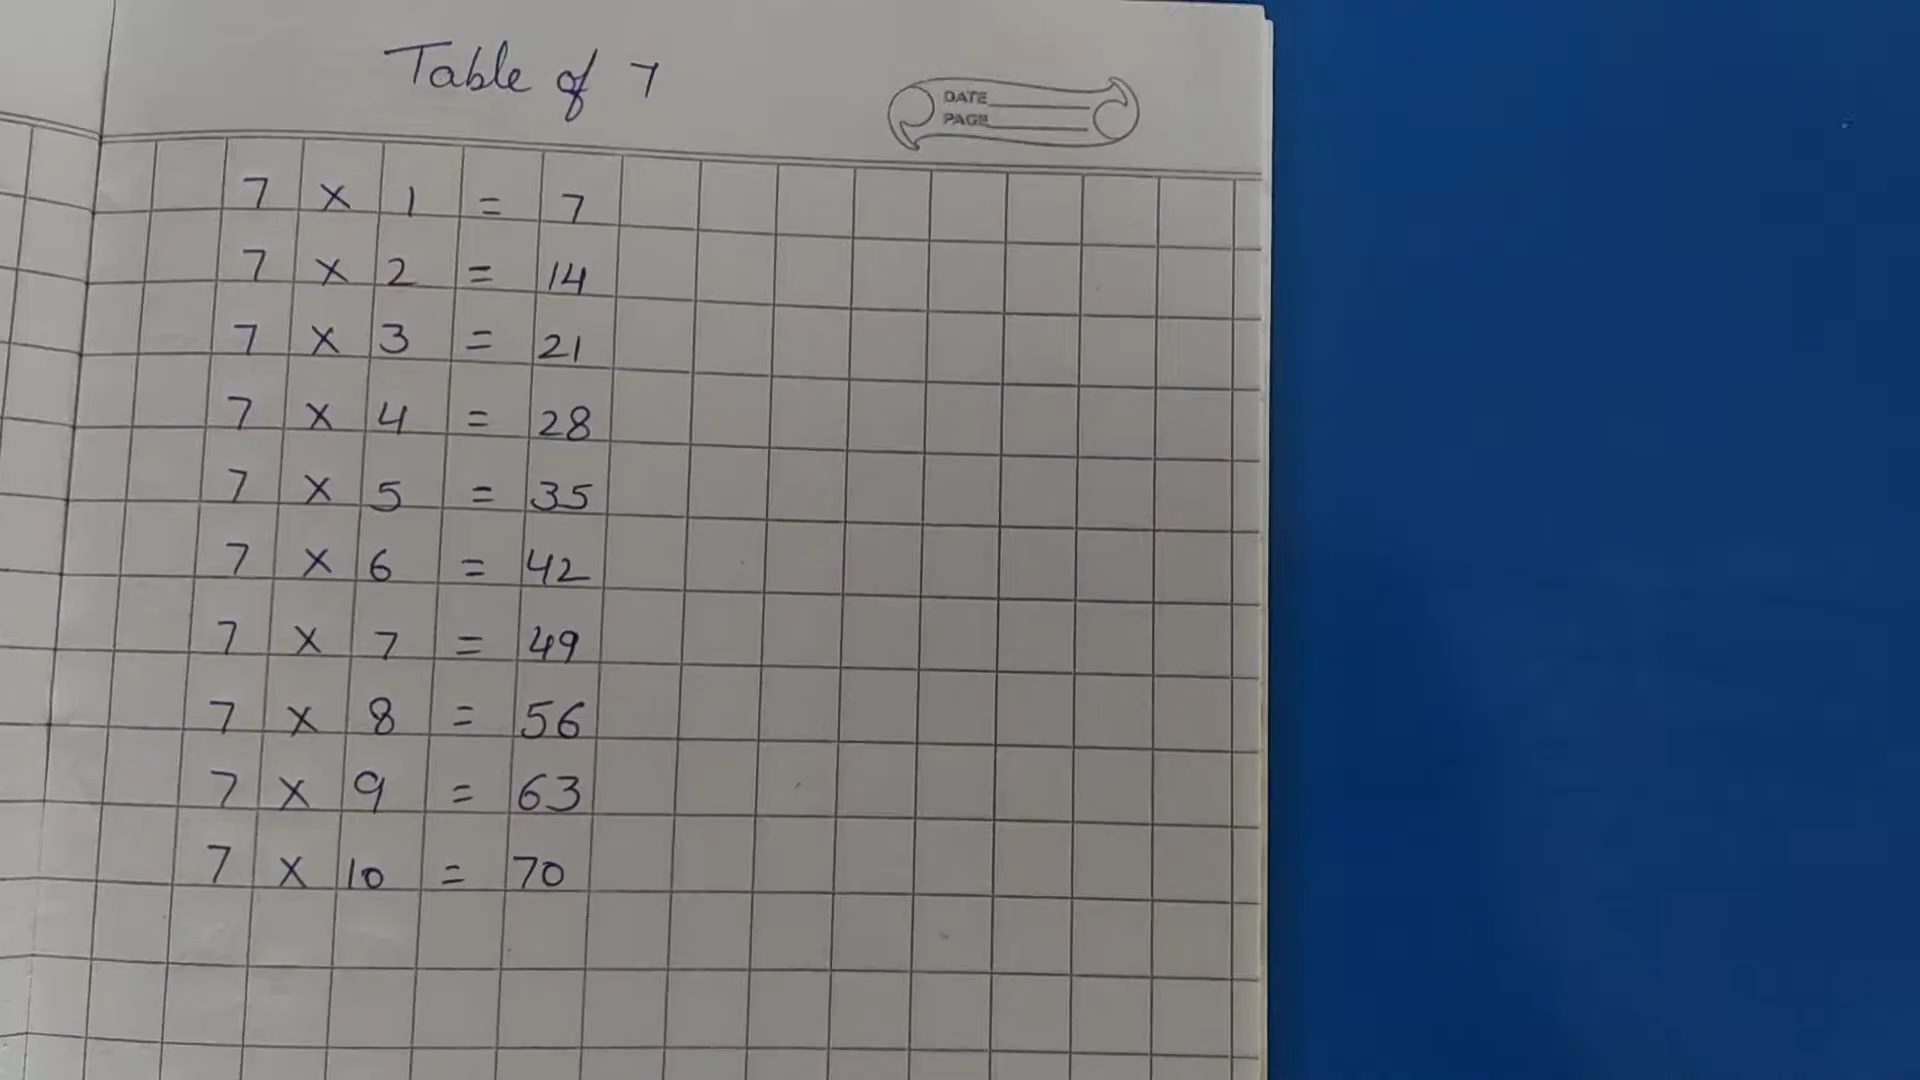 Table of 7
DATE
PAGE
7 × 1 = 7
7 × 2 = 14
7 × 3 = 21
7 × 4 = 28
7 × 5 = 35
7 × 6 = 42
7 × 7 = 49
7 × 8 = 56
7 × 9 = 63
7 × 10 = 70